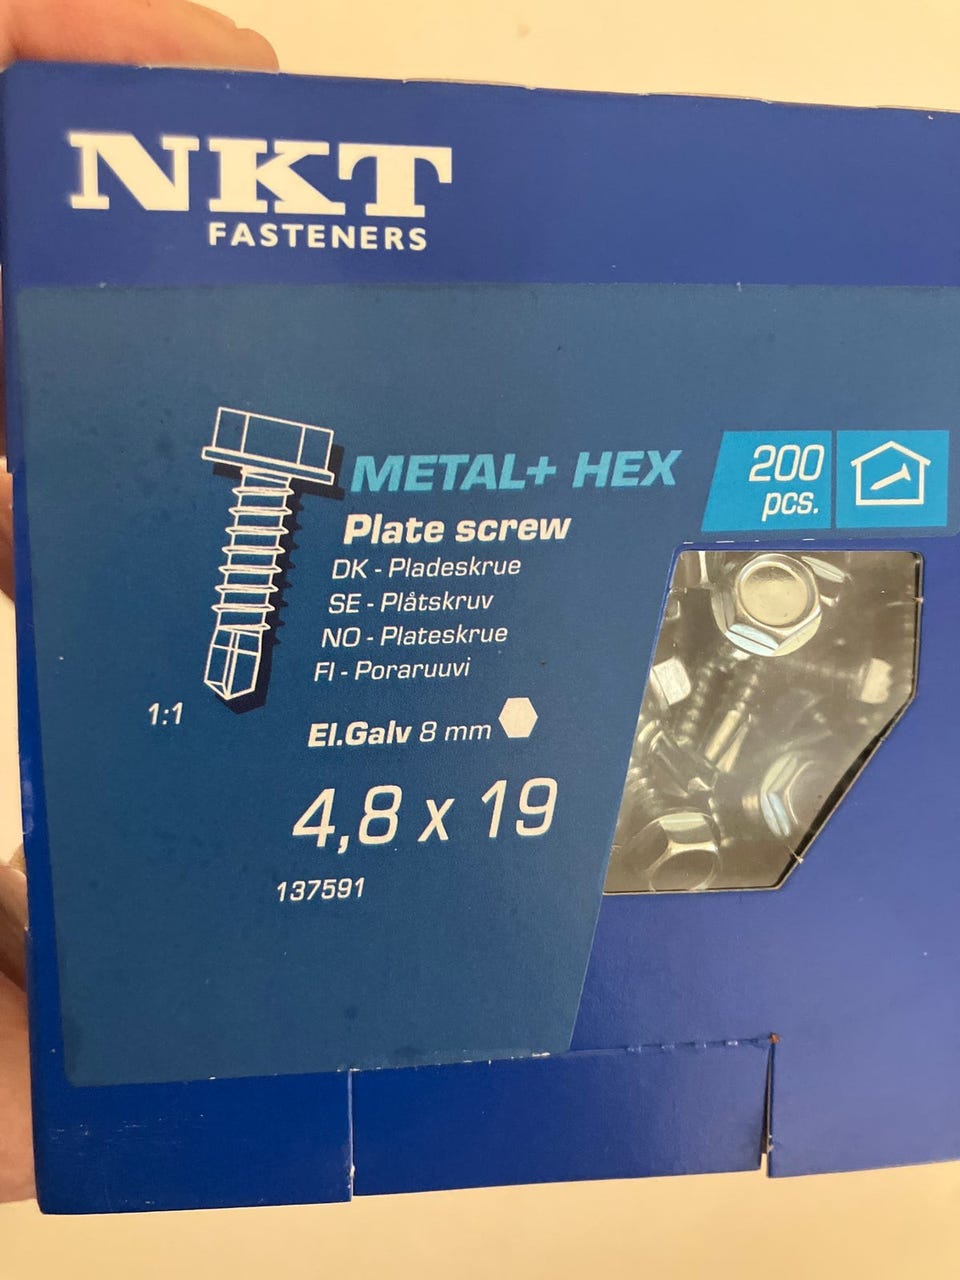 NKT
FASTENERS
METAL+ HEX
200
pcs.
Plate screw
DK - Pladeskrue
SE - Plåtskruv
NO - Plateskrue
FI - Poraruuvi
1:1
El.Galv 8 mm
4,8 x 19
137591